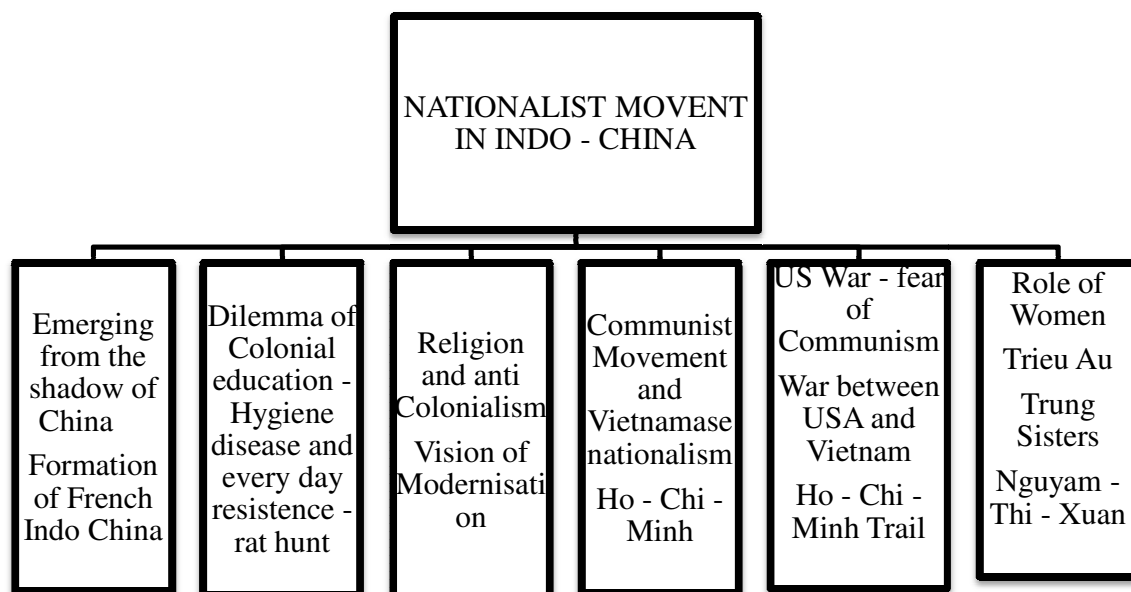 NATIONALIST MOVENT
IN INDO - CHINA
Emerging
from the
shadow of
China
Formation
of French
Indo China
Dilemma of
Colonial
education -
Hygiene
disease and
every day
resistence -
rat hunt
Religion
and anti
Colonialism
Vision of
Modernisati
on
Communist
Movement
and
Vietnamase
nationalism
Ho - Chi -
Minh
US War - fear
of
Communism
War between
USA and
Vietnam
Ho - Chi -
Minh Trail
Role of
Women
Trieu Au
Trung
Sisters
Nguyam -
Thi - Xuan